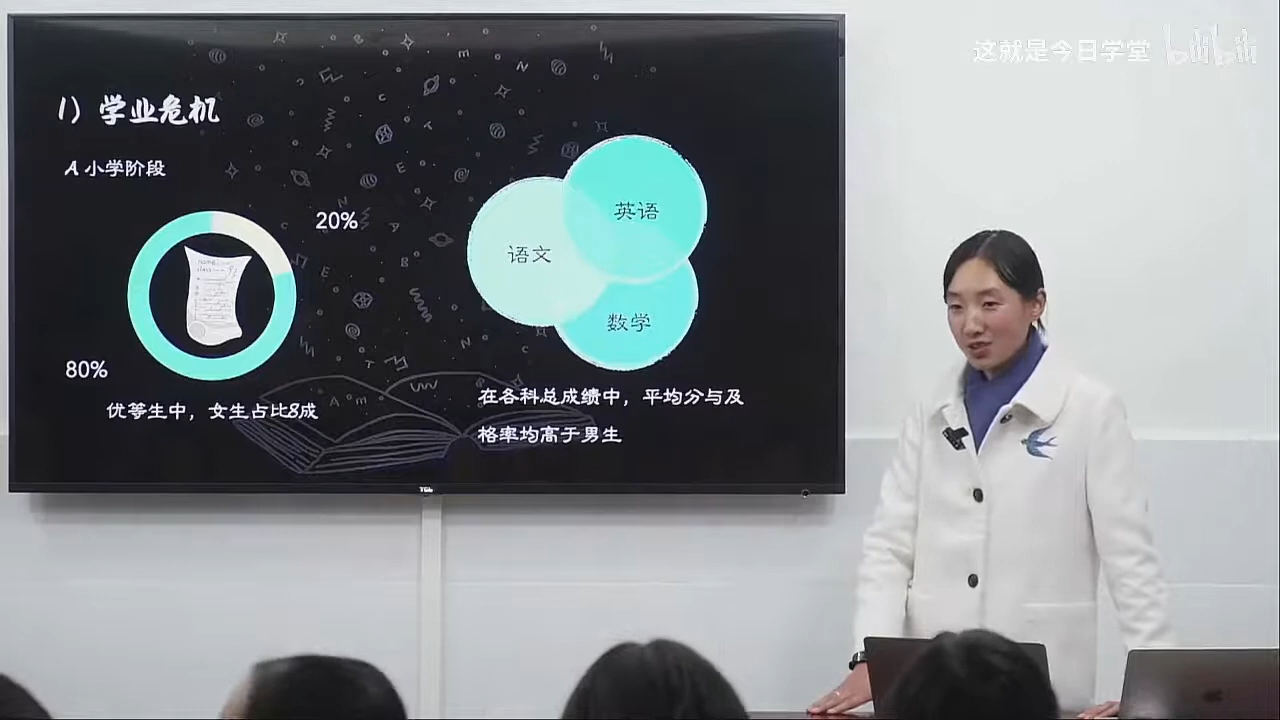 这就是今日学堂 bilibili
1）学业危机
A 小学阶段
20%
80%
优等生中，女生占比8成
英语
语文
数学
在各科总成绩中，平均分与及
格率均高于男生